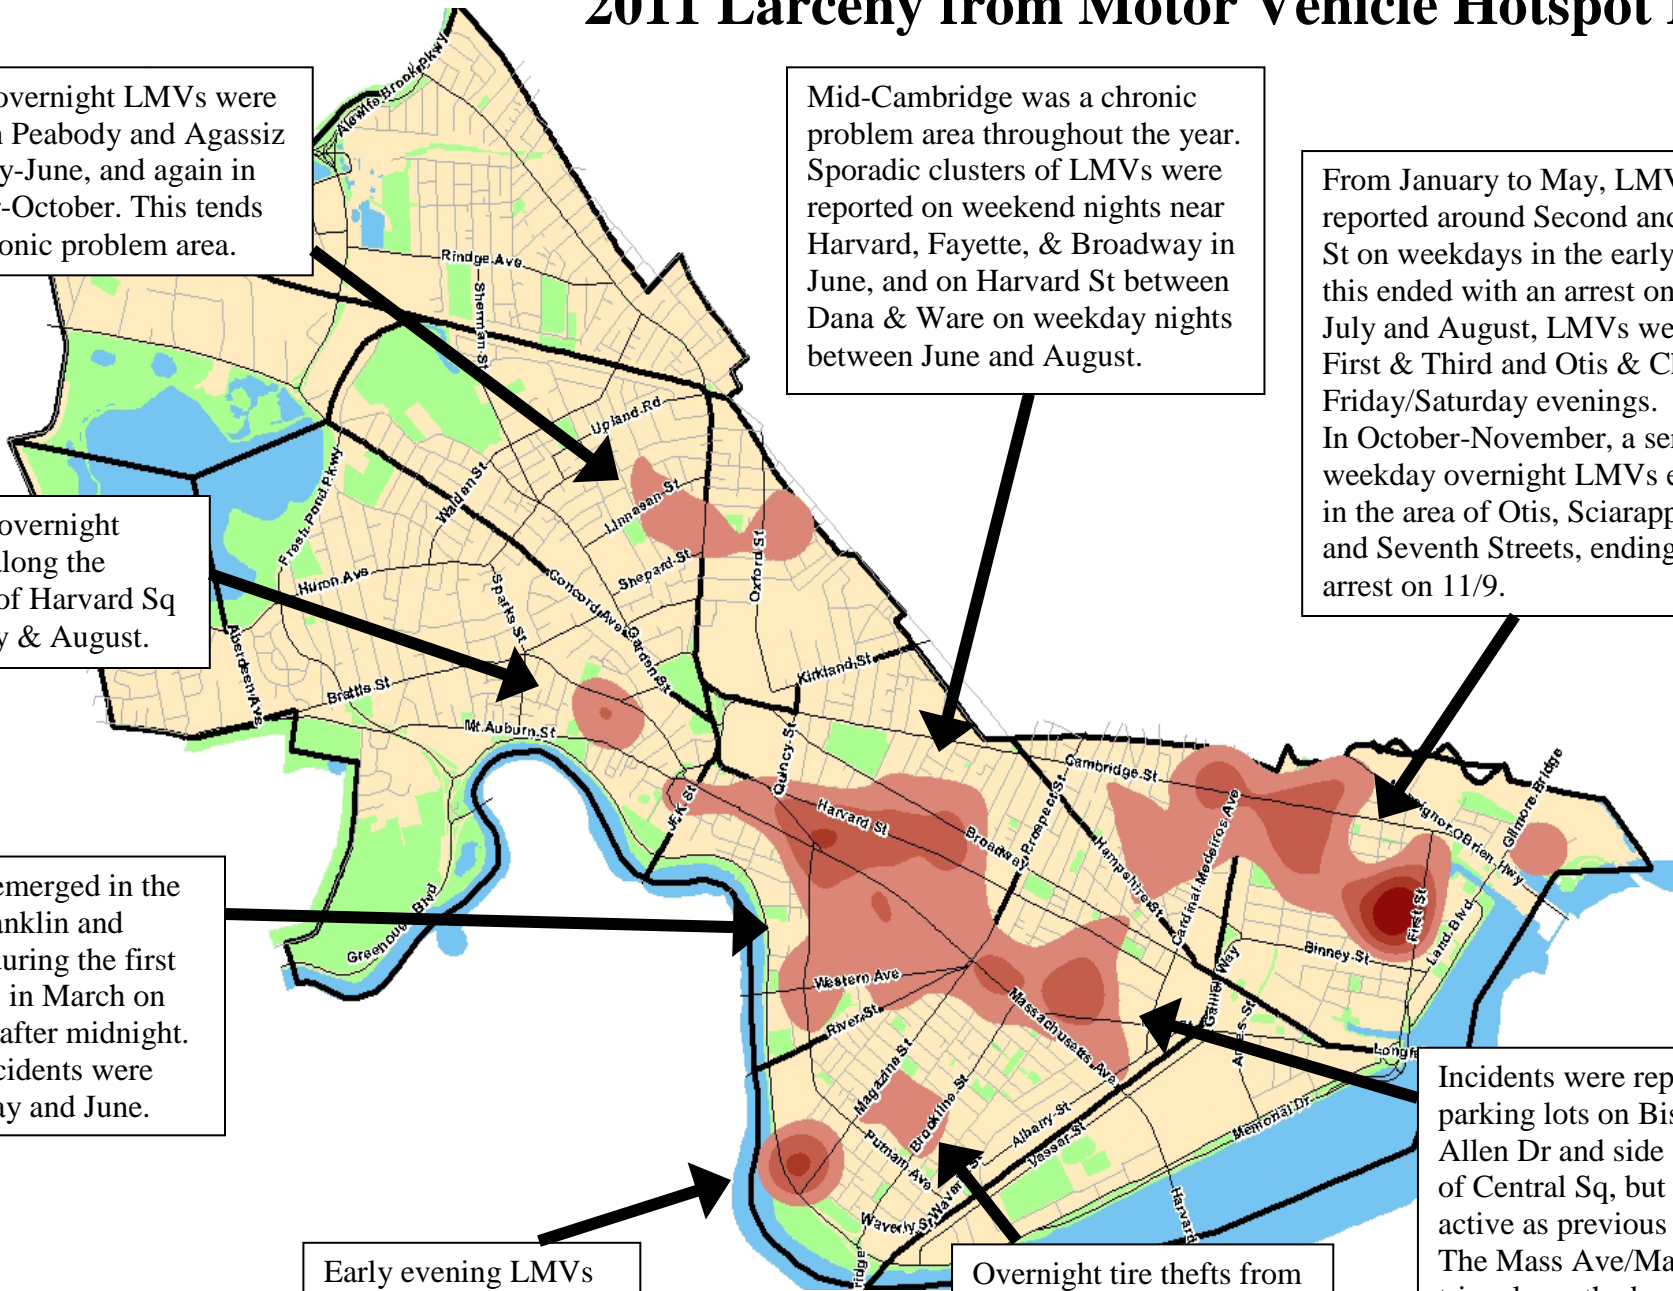 2011 Larceny from Motor Vehicle Hotspot
overnight LMVs were
Peabody and Agassiz
y-June, and again in
r-October. This tends
onic problem area.
Mid-Cambridge was a chronic
problem area throughout the year.
Sporadic clusters of LMVs were
reported on weekend nights near
Harvard, Fayette, & Broadway in
June, and on Harvard St between
Dana & Ware on weekday nights
between June and August.
From January to May, LMV
reported around Second and
St on weekdays in the early
this ended with an arrest on
July and August, LMVs we
First & Third and Otis & C
Friday/Saturday evenings.
In October-November, a se
weekday overnight LMVs e
in the area of Otis, Sciarapp
and Seventh Streets, ending
arrest on 11/9.
overnight
along the
of Harvard Sq
y & August.
emerged in the
anklin and
during the first
in March on
after midnight.
cidents were
ay and June.
Early evening LMVs
Overnight tire thefts from
Incidents were rep
parking lots on Bis
Allen Dr and side
of Central Sq, but
active as previous
The Mass Ave/Ma
Alewife Brook Pkwy
Rindge Ave
Sherman St
Upland Rd
Walden St
Linnaean St
Fresh Pond Pkwy
Shepard St
Oxford St
Huron Ave
Sparks St
Concord Ave
Garden St
Aberdeen Ave
Brattle St
Kirkland St
Mt Auburn St
Quincy St
JFK St
Harvard St
Broadway
Prospect St
Cambridge St
Hampshire St
Cardinal Medeiros Ave
OBrien Hwy
Gilmore Bridge
First St
Land Blvd
Binney St
Greenough Blvd
Western Ave
River St
Massachusetts Ave
Galilei Way
Ames St
Longf
Magazine St
Brookline St
Putnam Ave
Albany St
Vassar St
Memorial Dr
Waverly St
Harvard
ridge